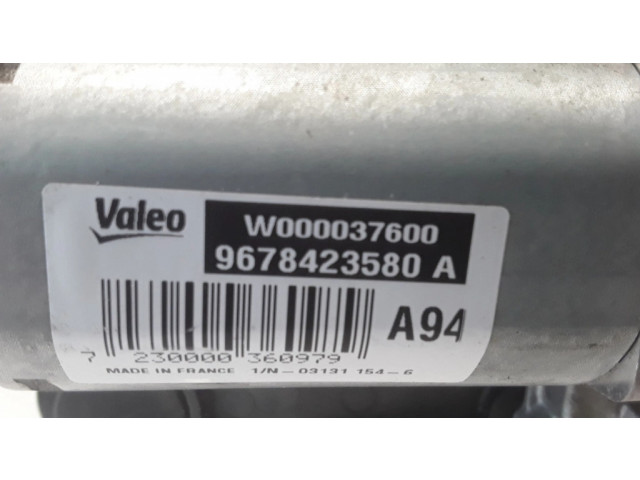 Valeo
W000037600
9678423580 A
A94
7 230000 360979
MADE IN FRANCE 1/N-03131 154-6